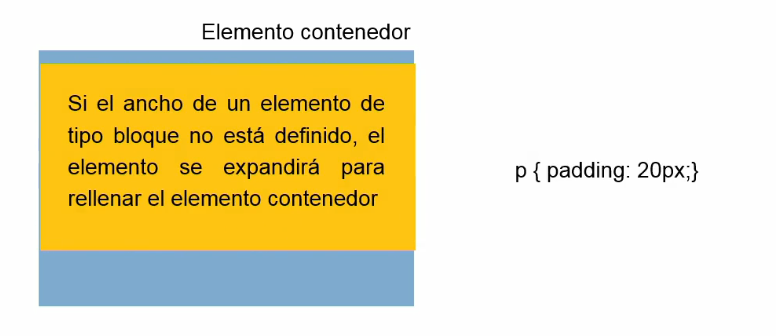 Elemento contenedor
Si el ancho de un elemento de
tipo bloque no está definido, el
elemento se expandirá para
rellenar el elemento contenedor
p { padding: 20px;}